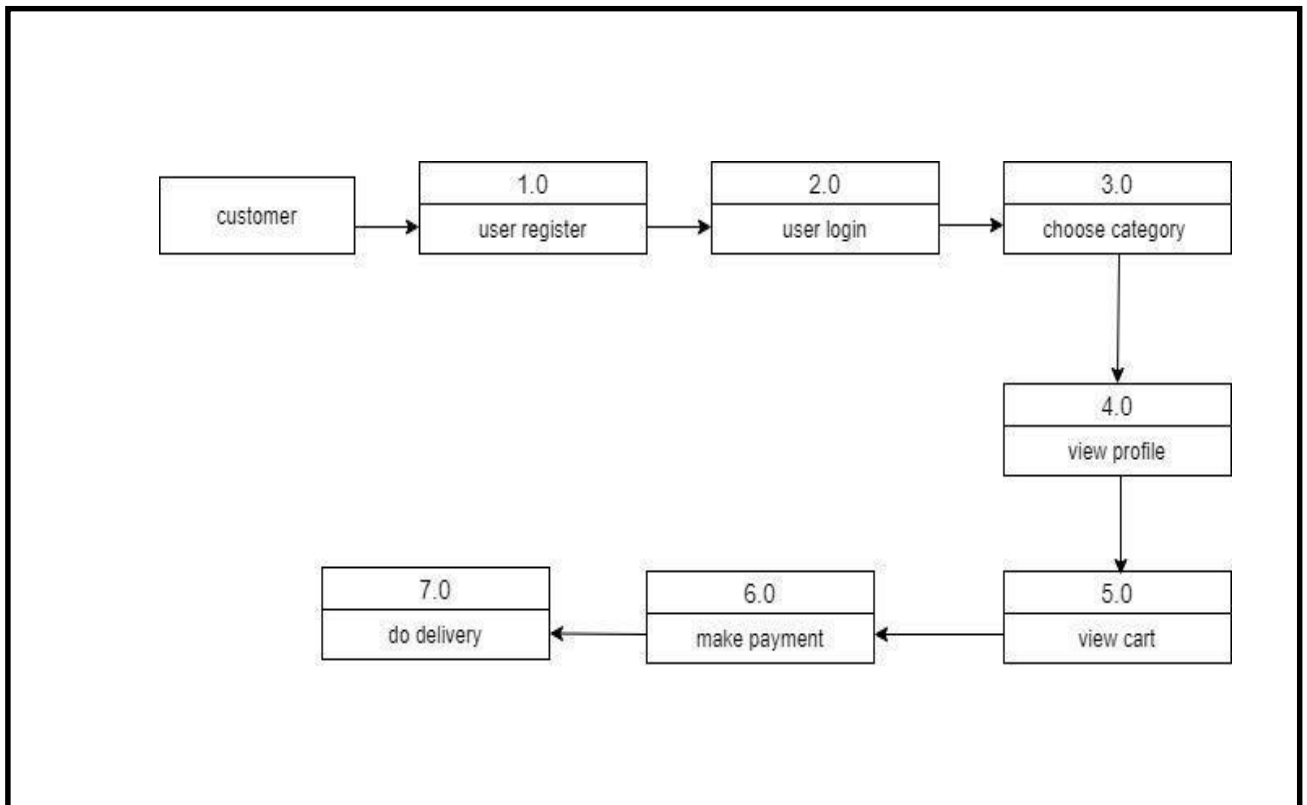 customer
1.0
user register
2.0
user login
3.0
choose category
4.0
view profile
5.0
view cart
6.0
make payment
7.0
do delivery